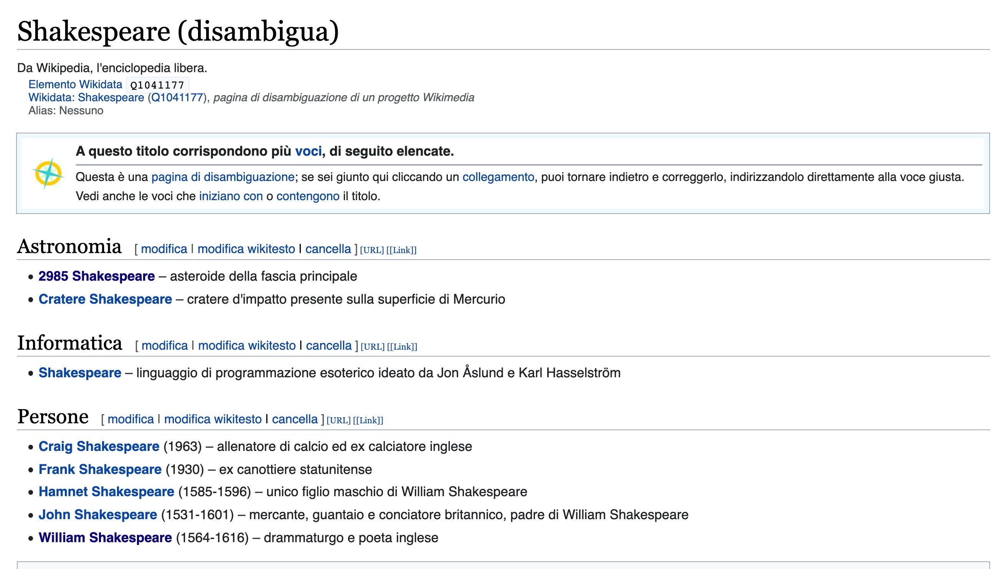 Shakespeare (disambigua)
Da Wikipedia, l'enciclopedia libera.
Elemento Wikidata Q1041177
Wikidata: Shakespeare (Q1041177), pagina di disambiguazione di un progetto Wikimedia
Alias: Nessuno
A questo titolo corrispondono più voci, di seguito elencate.
Questa è una pagina di disambiguazione; se sei giunto qui cliccando un collegamento, puoi tornare indietro e correggerlo, indirizzandolo direttamente alla voce giusta.
Vedi anche le voci che iniziano con o contengono il titolo.
Astronomia [ modifica | modifica wikitesto | cancella ] [URL] [[Link]]
• 2985 Shakespeare – asteroide della fascia principale
• Cratere Shakespeare – cratere d'impatto presente sulla superficie di Mercurio
Informatica [ modifica | modifica wikitesto | cancella ] [URL] [[Link]]
• Shakespeare – linguaggio di programmazione esoterico ideato da Jon Åslund e Karl Hasselström
Persone [ modifica | modifica wikitesto | cancella ] [URL] [[Link]]
• Craig Shakespeare (1963) – allenatore di calcio ed ex calciatore inglese
• Frank Shakespeare (1930) – ex canottiere statunitense
• Hamnet Shakespeare (1585-1596) – unico figlio maschio di William Shakespeare
• John Shakespeare (1531-1601) – mercante, guantaio e conciatore britannico, padre di William Shakespeare
• William Shakespeare (1564-1616) – drammaturgo e poeta inglese